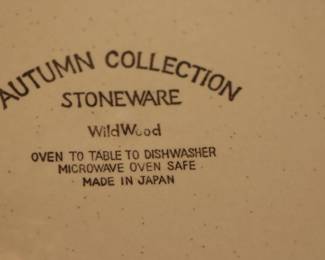 AUTUMN COLLECTION
STONEWARE
WildWood
OVEN TO TABLE TO DISHWASHER
MICROWAVE OVEN SAFE
MADE IN JAPAN